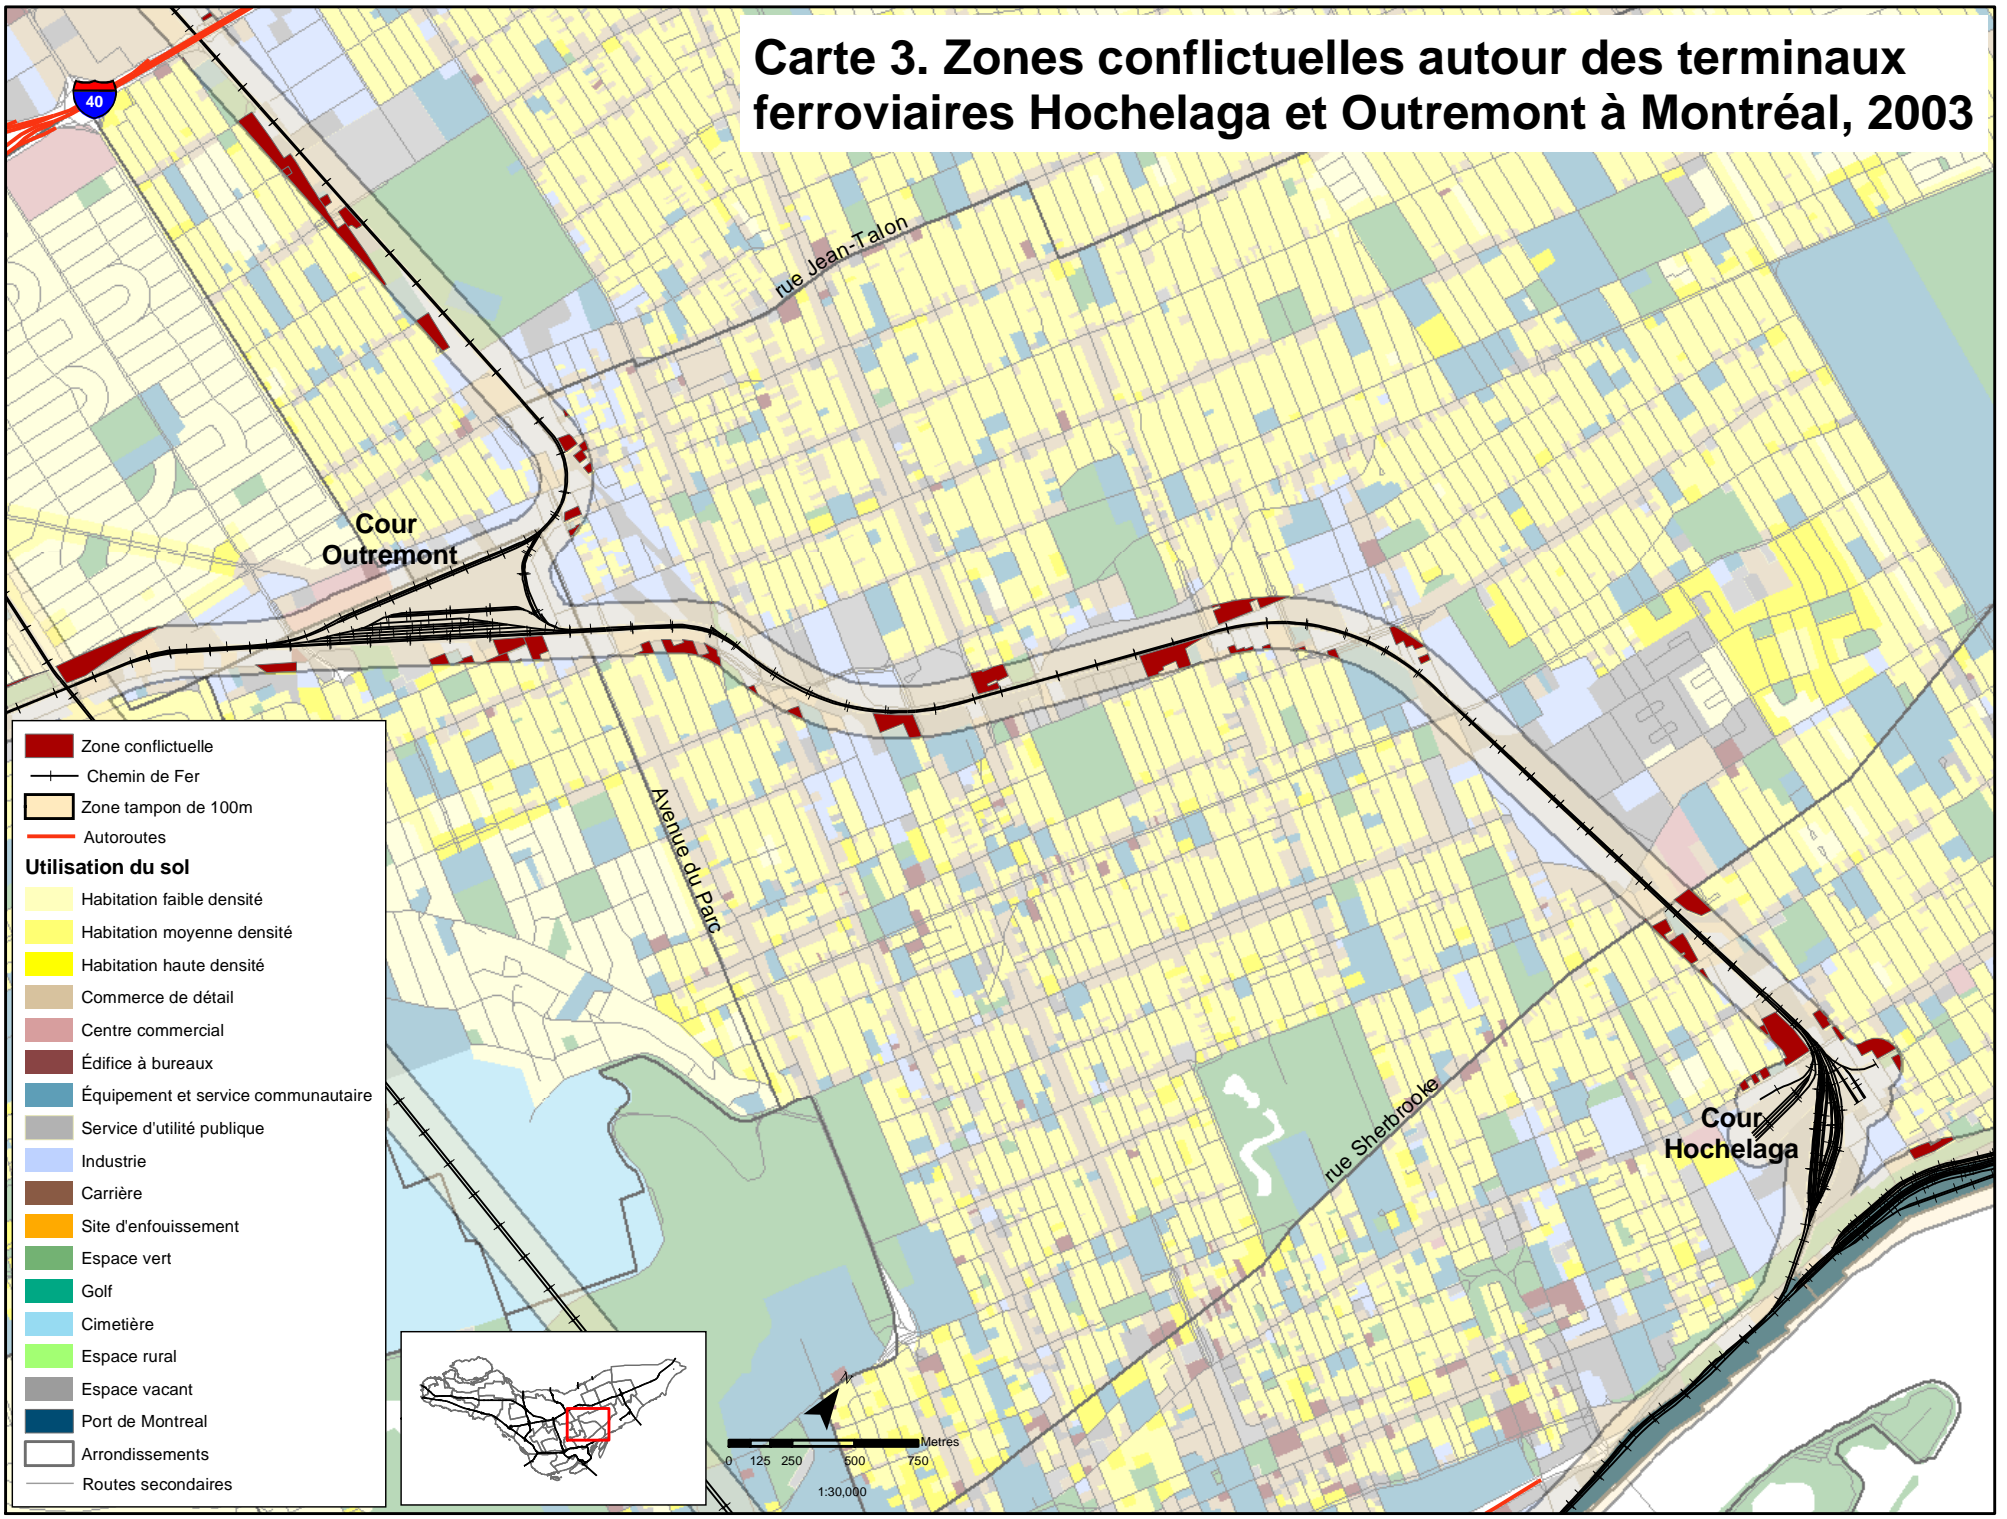 Carte 3. Zones conflictuelles autour des terminaux
ferroviaires Hochelaga et Outremont à Montréal, 2003
40
rue Jean-Talon
Cour
Outremont
Avenue du Parc
rue Sherbrooke
Cour
Hochelaga
Zone conflictuelle
Chemin de Fer
Zone tampon de 100m
Autoroutes
Utilisation du sol
Habitation faible densité
Habitation moyenne densité
Habitation haute densité
Commerce de détail
Centre commercial
Édifice à bureaux
Équipement et service communautaire
Service d'utilité publique
Industrie
Carrière
Site d'enfouissement
Espace vert
Golf
Cimetière
Espace rural
Espace vacant
Port de Montreal
Arrondissements
Routes secondaires
N
Metres
0 125 250 500 750
1:30,000